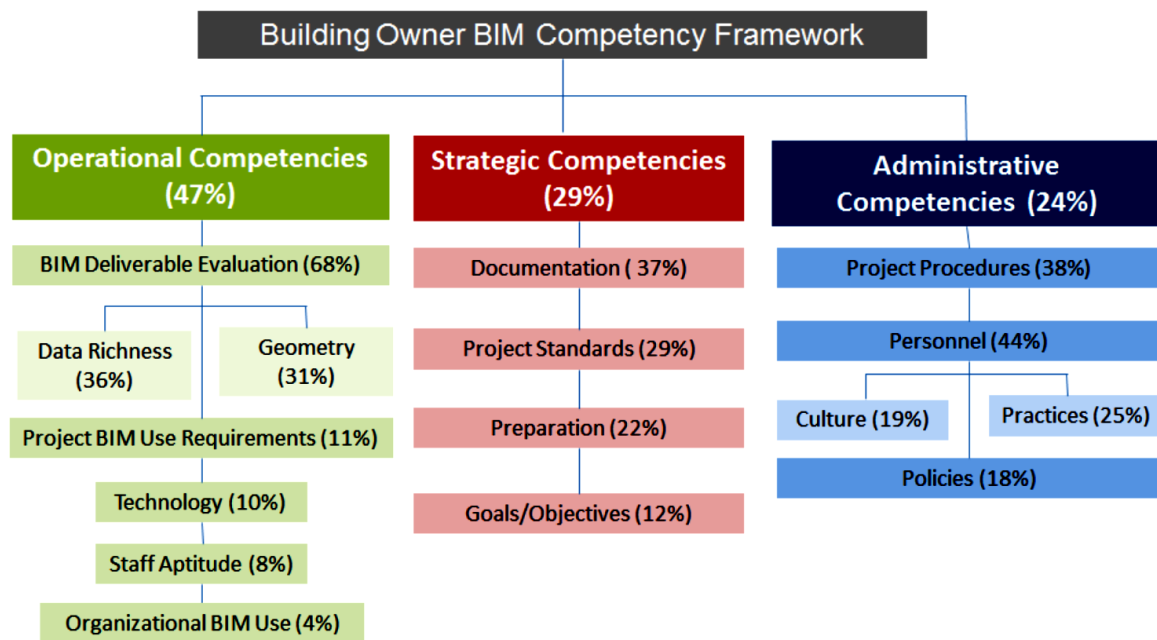 Building Owner BIM Competency Framework
Operational Competencies
(47%)
BIM Deliverable Evaluation (68%)
Data Richness
(36%)
Geometry
(31%)
Project BIM Use Requirements (11%)
Technology (10%)
Staff Aptitude (8%)
Organizational BIM Use (4%)
Strategic Competencies
(29%)
Documentation ( 37%)
Project Standards (29%)
Preparation (22%)
Goals/Objectives (12%)
Administrative
Competencies (24%)
Project Procedures (38%)
Personnel (44%)
Culture (19%)
Practices (25%)
Policies (18%)